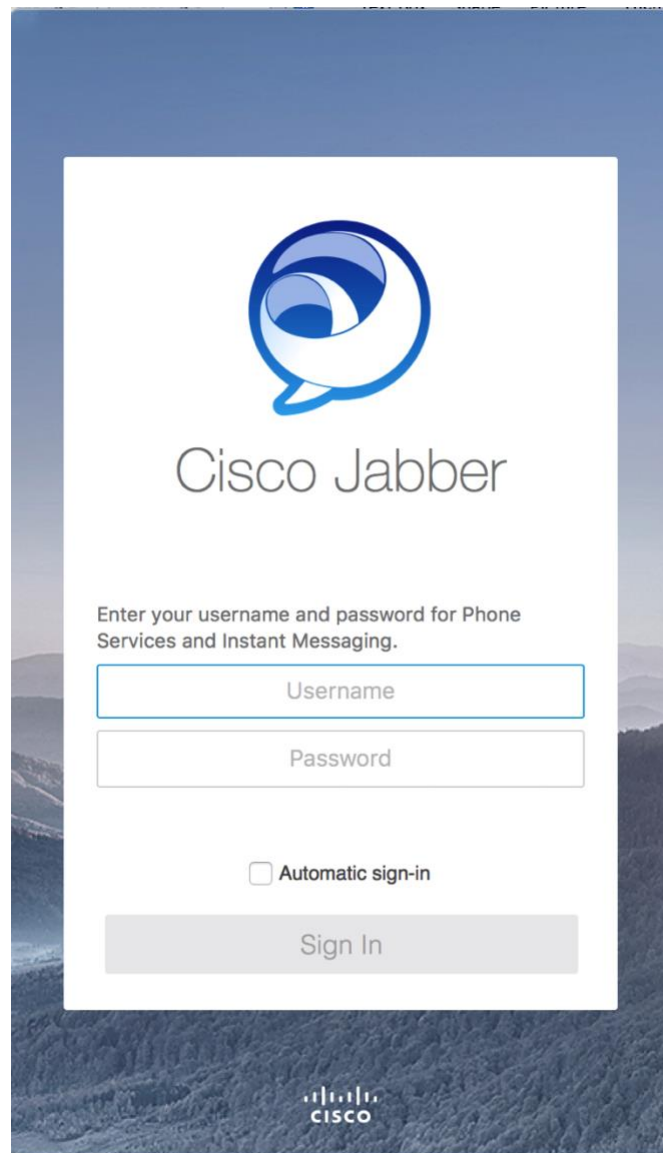 Cisco Jabber
Enter your username and password for Phone
Services and Instant Messaging.
Username
Password
Automatic sign-in
Sign In
CISCO